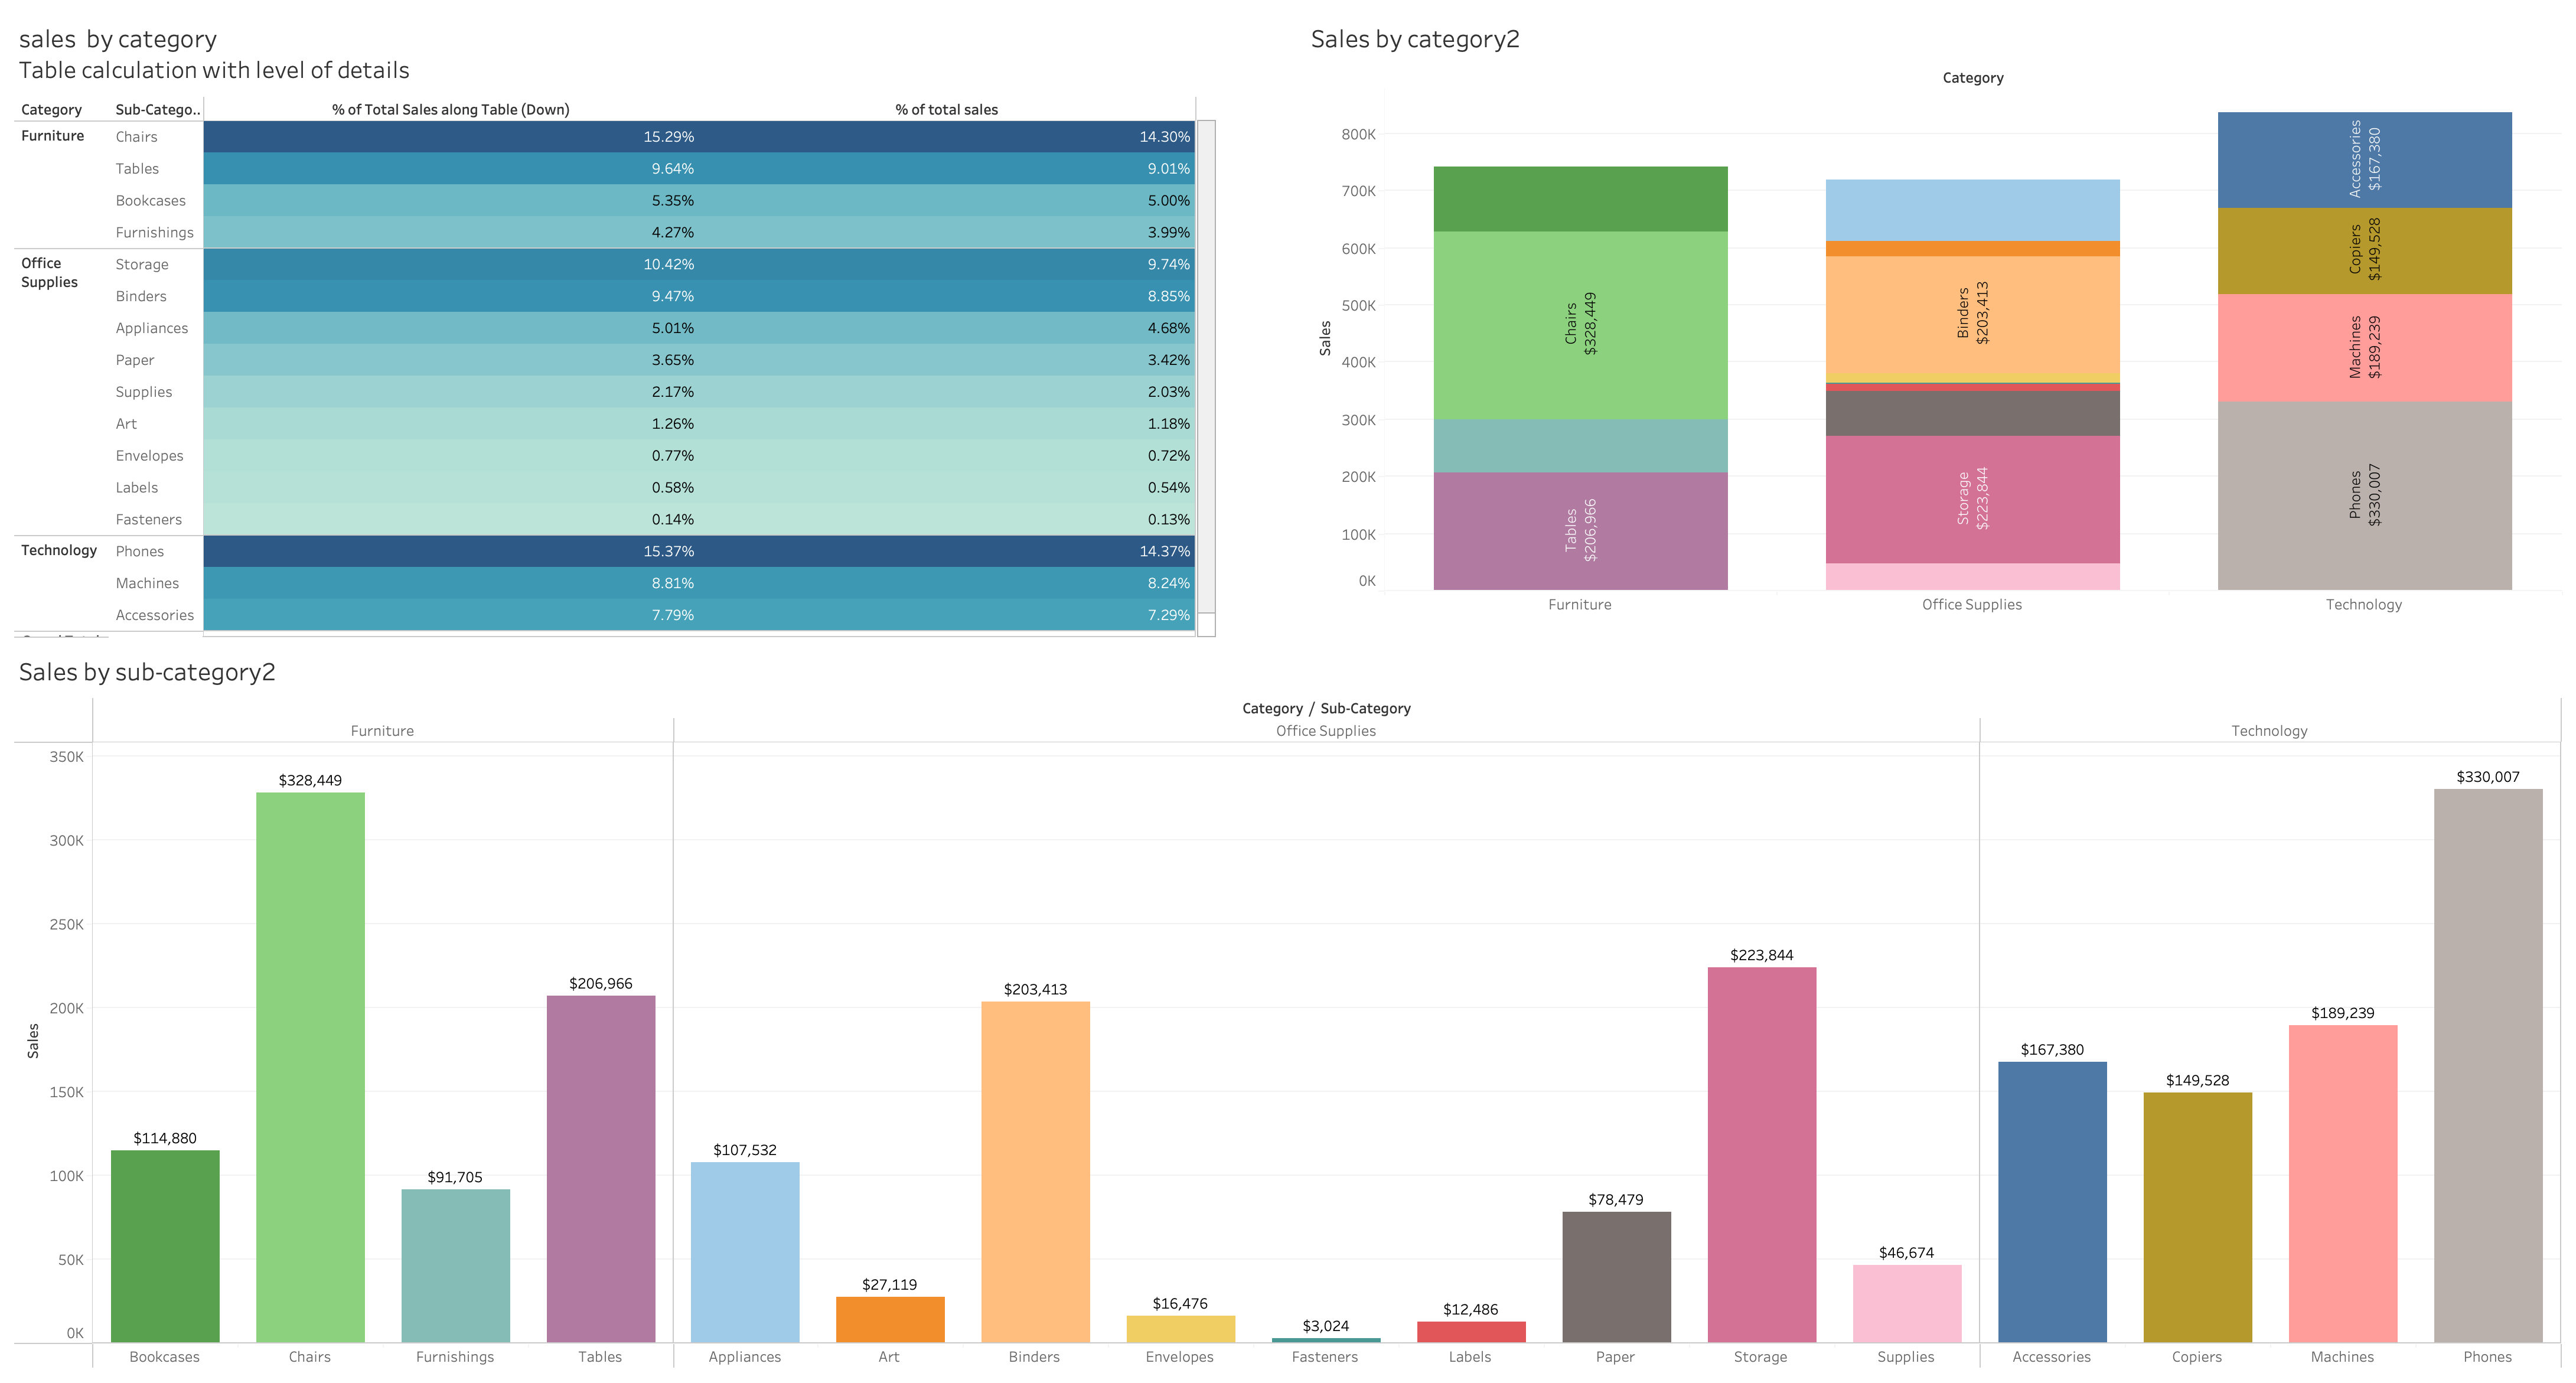 sales  by category
Table calculation with level of details
Category Sub-Catego.. % of Total Sales along Table (Down) % of total sales
Furniture Chairs 15.29% 14.30%
Tables 9.64% 9.01%
Bookcases 5.35% 5.00%
Furnishings 4.27% 3.99%
Office Supplies Storage 10.42% 9.74%
Binders 9.47% 8.85%
Appliances 5.01% 4.68%
Paper 3.65% 3.42%
Supplies 2.17% 2.03%
Art 1.26% 1.18%
Envelopes 0.77% 0.72%
Labels 0.58% 0.54%
Fasteners 0.14% 0.13%
Technology Phones 15.37% 14.37%
Machines 8.81% 8.24%
Accessories 7.79% 7.29%
Sales by category2
Category
Sales
800K
700K
600K
500K
400K
300K
200K
100K
0K
Chairs
$328,449
Tables
$206,966
Binders
$203,413
Storage
$223,844
Accessories
$167,380
Copiers
$149,528
Machines
$189,239
Phones
$330,007
Furniture Office Supplies Technology
Sales by sub-category2
Category / Sub-Category
Furniture Office Supplies Technology
Sales
350K
300K
250K
200K
150K
100K
50K
0K
$114,880 $328,449 $91,705 $206,966 $107,532 $27,119 $203,413 $16,476 $3,024 $12,486 $78,479 $223,844 $46,674 $167,380 $149,528 $189,239 $330,007
Bookcases Chairs Furnishings Tables Appliances Art Binders Envelopes Fasteners Labels Paper Storage Supplies Accessories Copiers Machines Phones